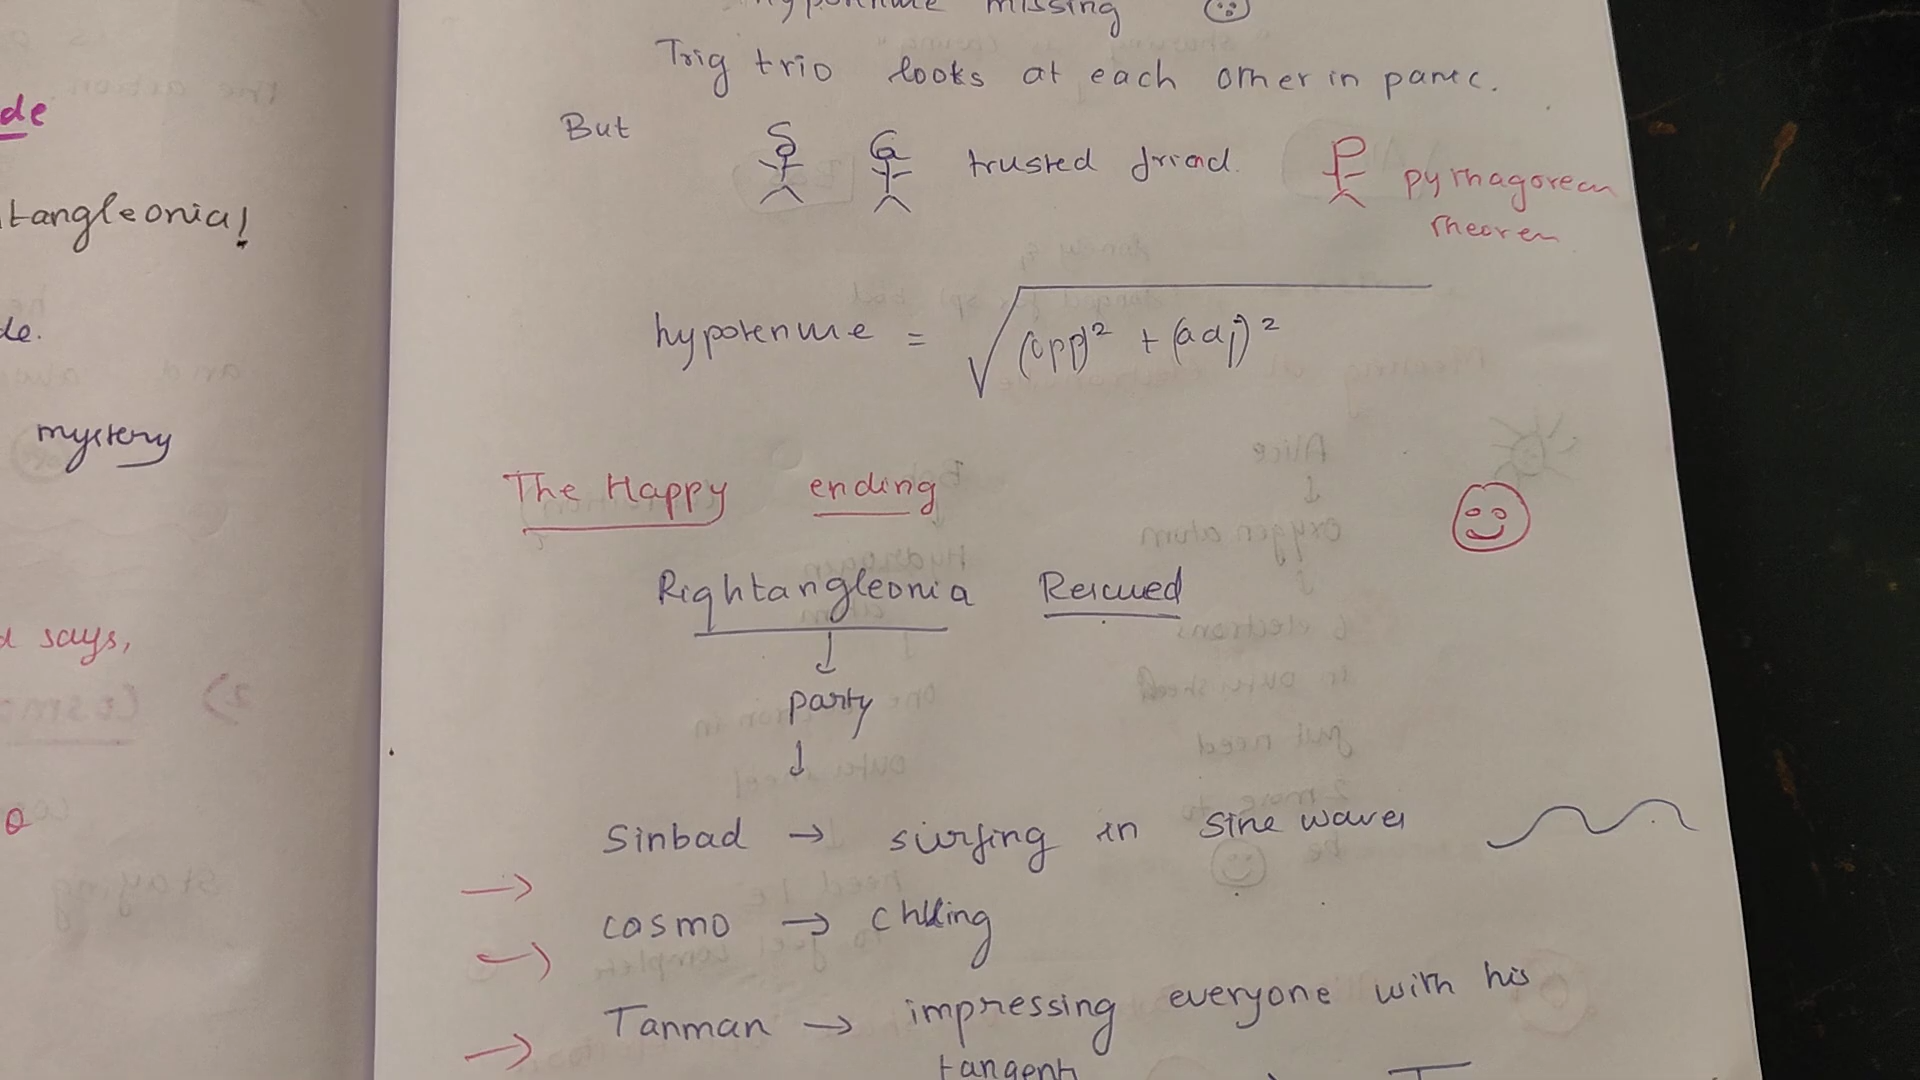 de
tangleonia!
de.
mystery
says,
θ
missing
Trig trio looks at each other in panic.
But trusted friend. pythagorean
theorem
hypotenuse = √(opp)² + (adj)²
The Happy ending
Rightangleonia Rescued
↓
party
↓
Sinbad → surfing in sine waves
→
cosmo → chilling
→
Tanman → impressing everyone with his
→
tangent